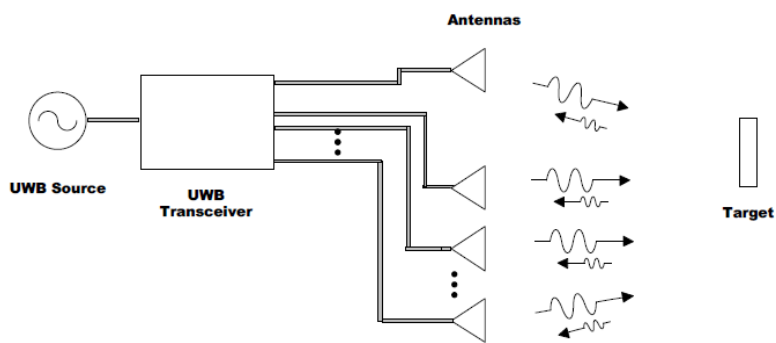 Antennas
UWB Source
UWB
Transceiver
Target